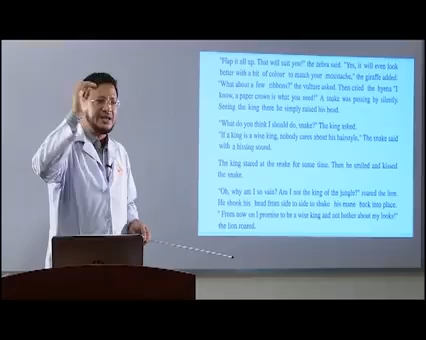 "Flap it all up. That will suit you!" the zebra said. "Yes, it will even look
better with a bit of colour to match your moustache," the giraffe added.
"What about a few ribbons?" the vulture asked. Then cried the hyena "I
know, a paper crown is what you need!" A snake was passing by silently.
Seeing the king there he simply raised his head.
"What do you think I should do, snake?" The king asked.
"If a king is a wise king, nobody cares about his hairstyle," The snake said
with a hissing sound.
The king stared at the snake for some time. Then he smiled and kissed
the snake.
"Oh, why am I so vain? Am I not the king of the jungle?" roared the lion.
He shook his head from side to side to shake his mane back into place.
" From now on I promise to be a wise king and not bother about my looks!"
the lion roared.